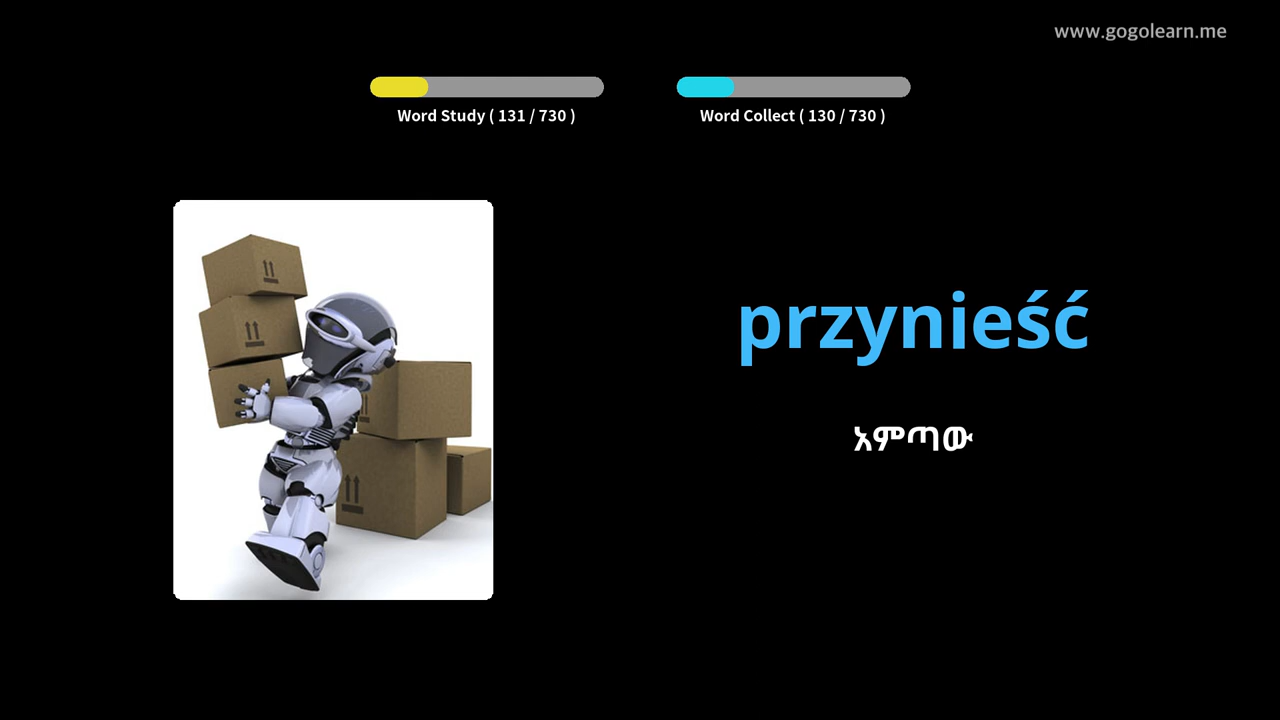 www.gogolearn.me
Word Study ( 131 / 730 )
Word Collect ( 130 / 730 )
przynieść
አምጣው